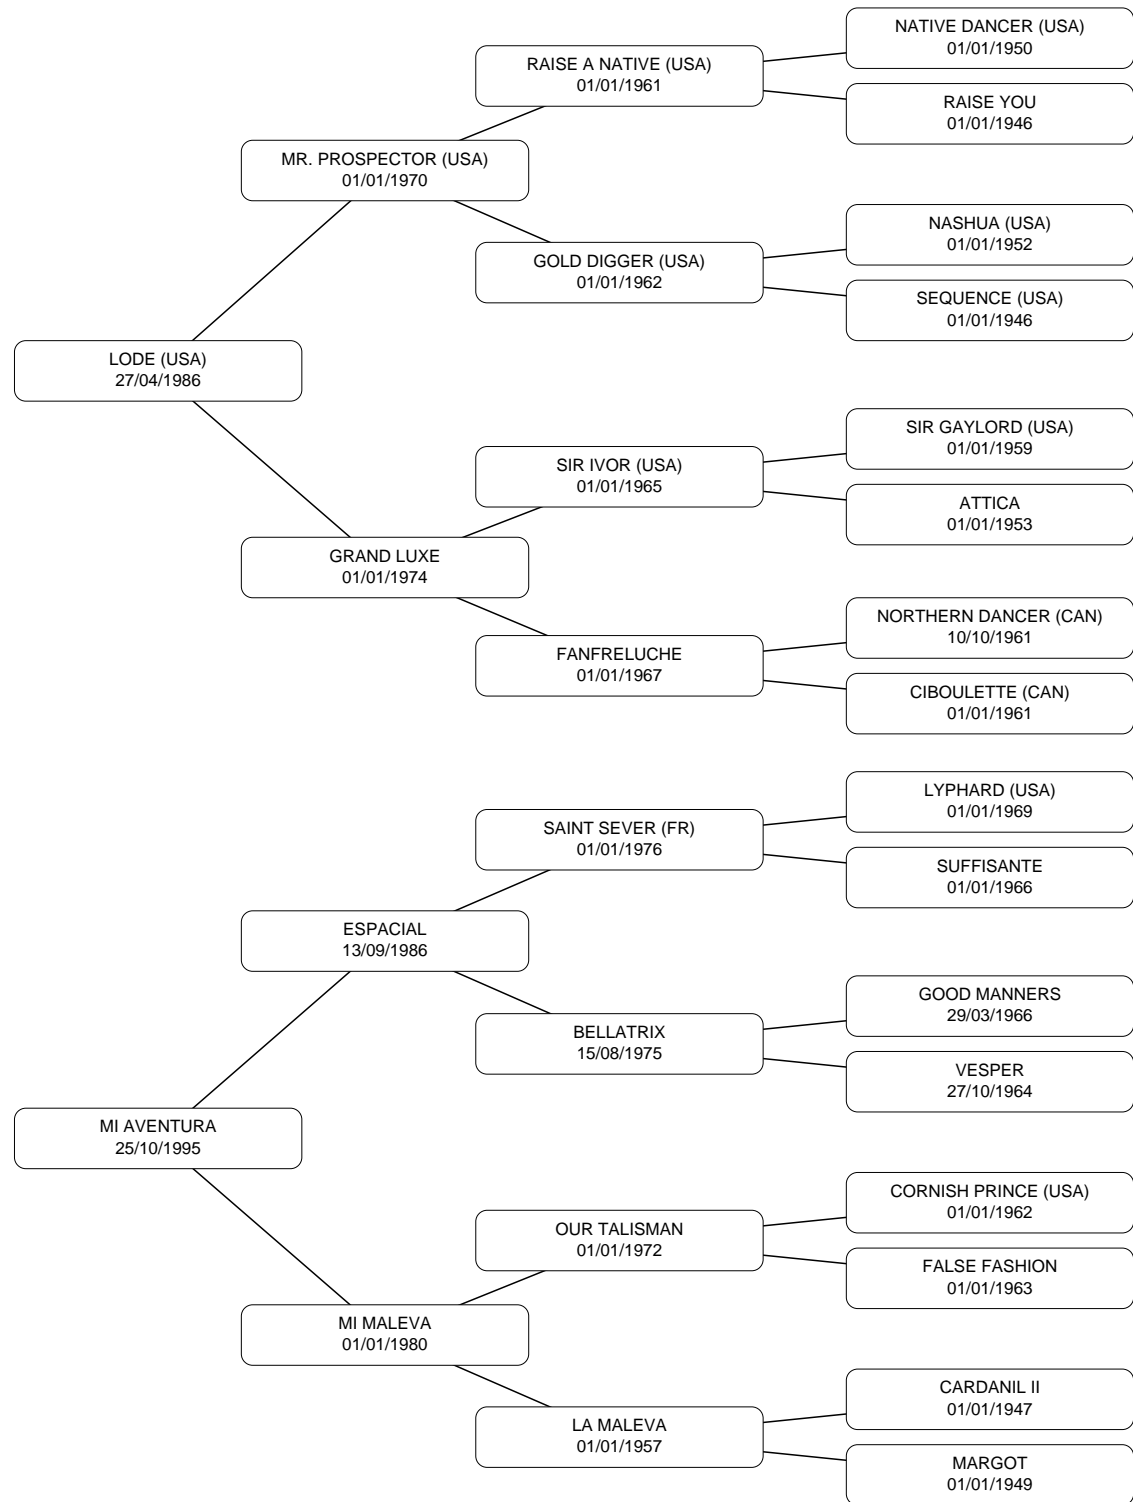 NATIVE DANCER (USA)
01/01/1950
RAISE A NATIVE (USA)
01/01/1961
RAISE YOU
01/01/1946
MR. PROSPECTOR (USA)
01/01/1970
NASHUA (USA)
01/01/1952
GOLD DIGGER (USA)
01/01/1962
SEQUENCE (USA)
01/01/1946
LODE (USA)
27/04/1986
SIR GAYLORD (USA)
01/01/1959
SIR IVOR (USA)
01/01/1965
ATTICA
01/01/1953
GRAND LUXE
01/01/1974
NORTHERN DANCER (CAN)
10/10/1961
FANFRELUCHE
01/01/1967
CIBOULETTE (CAN)
01/01/1961
LYPHARD (USA)
01/01/1969
SAINT SEVER (FR)
01/01/1976
SUFFISANTE
01/01/1966
ESPACIAL
13/09/1986
GOOD MANNERS
29/03/1966
BELLATRIX
15/08/1975
VESPER
27/10/1964
MI AVENTURA
25/10/1995
CORNISH PRINCE (USA)
01/01/1962
OUR TALISMAN
01/01/1972
FALSE FASHION
01/01/1963
MI MALEVA
01/01/1980
CARDANIL II
01/01/1947
LA MALEVA
01/01/1957
MARGOT
01/01/1949